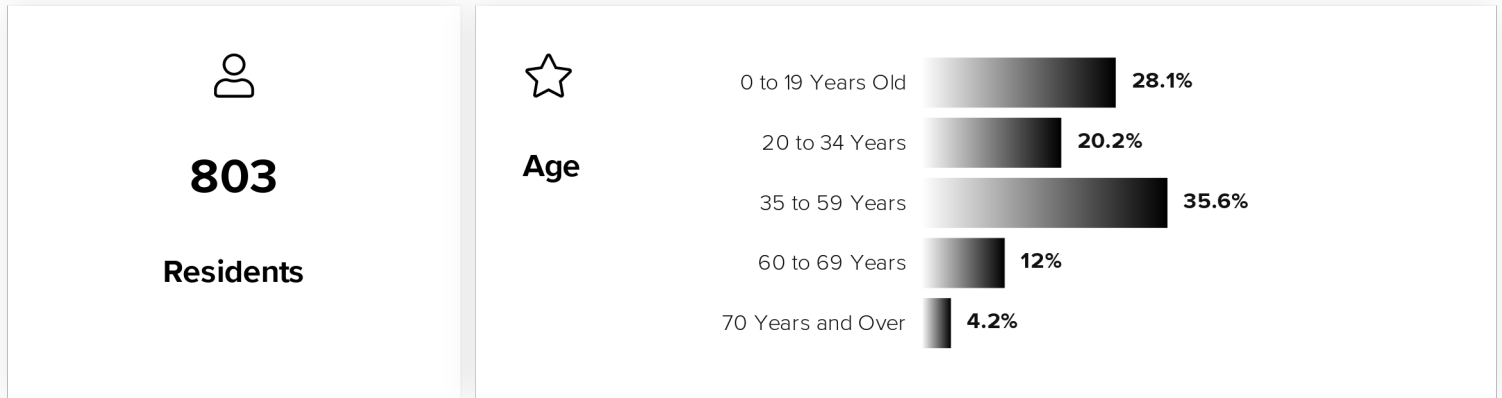 803
Residents
Age
0 to 19 Years Old 28.1%
20 to 34 Years 20.2%
35 to 59 Years 35.6%
60 to 69 Years 12%
70 Years and Over 4.2%